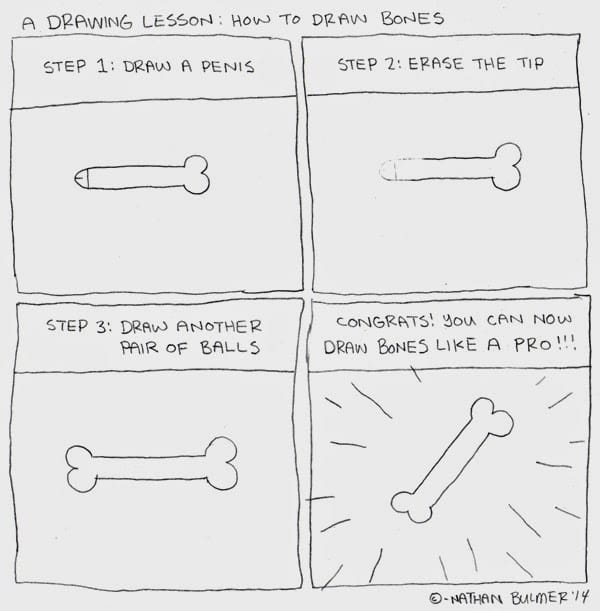 A DRAWING LESSON: HOW TO DRAW BONES
STEP 1: DRAW A PENIS
STEP 2: ERASE THE TIP
STEP 3: DRAW ANOTHER
PAIR OF BALLS
CONGRATS! YOU CAN NOW
DRAW BONES LIKE A PRO!!!
©-NATHAN BULMER '14